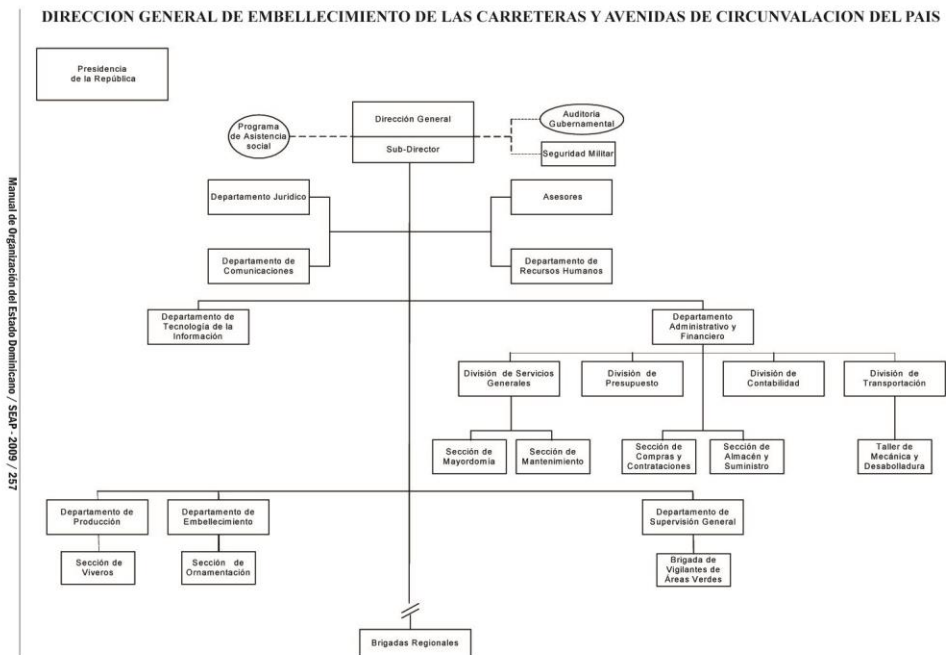 DIRECCION GENERAL DE EMBELLECIMIENTO DE LAS CARRETERAS Y AVENIDAS DE CIRCUNVALACION DEL PAIS
Presidencia
de la República
Programa
de Asistencia
social
Dirección General
Sub-Director
Auditoria
Gubernamental
Seguridad Militar
Departamento Jurídico
Asesores
Departamento de
Comunicaciones
Departamento de
Recursos Humanos
Departamento de
Tecnología de la
Información
Departamento
Administrativo y
Financiero
División de Servicios
Generales
División de
Presupuesto
División de
Contabilidad
División de
Transportación
Sección de
Mayordomía
Sección de
Mantenimiento
Sección de
Compras y
Contrataciones
Sección de
Almacén y
Suministro
Taller de
Mecánica y
Desabolladura
Departamento de
Producción
Departamento de
Embellecimiento
Departamento de
Supervisión General
Sección de
Viveros
Sección de
Ornamentación
Brigada de
Vigilantes de
Áreas Verdes
Brigadas Regionales
Manual de Organización del Estado Dominicano / SEAP - 2009 / 257